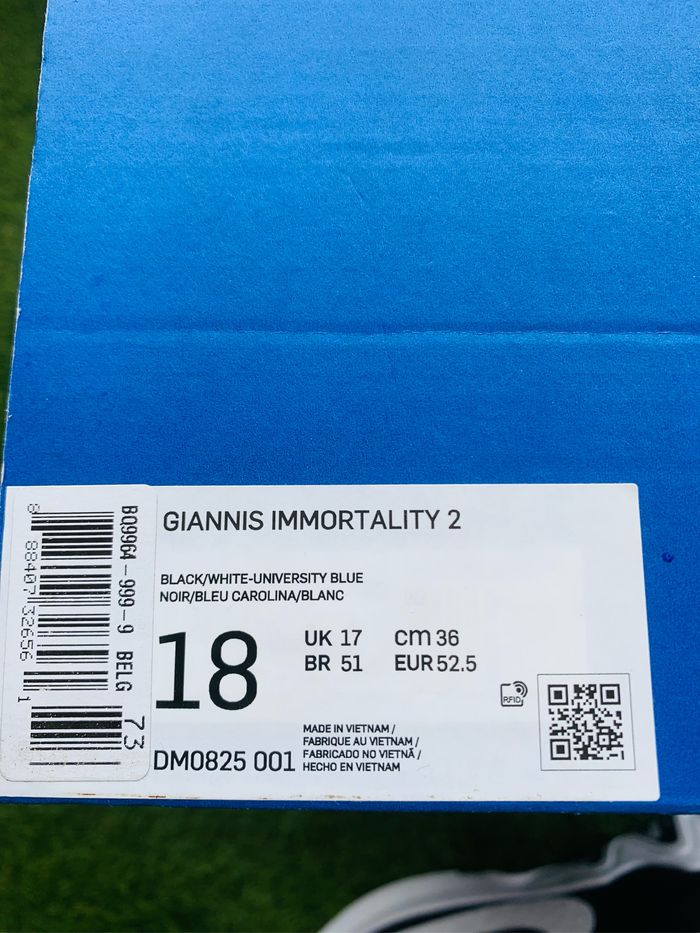 GIANNIS IMMORTALITY 2
BLACK/WHITE-UNIVERSITY BLUE
NOIR/BLEU CAROLINA/BLANC
18
UK 17 cm 36
BR 51 EUR 52.5
RFID
DM0825 001
MADE IN VIETNAM /
FABRIQUE AU VIETNAM /
FABRICADO NO VIETNÃ /
HECHO EN VIETNAM
BQ9964-999-9 BELG 73
8 88407 32656 1